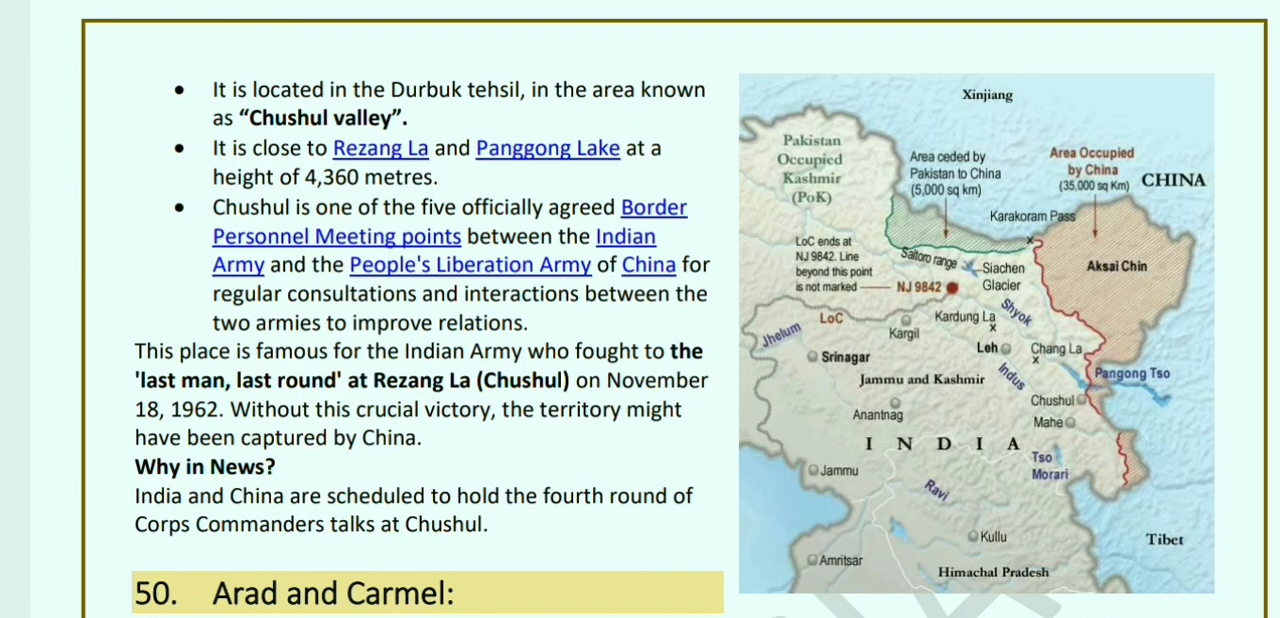 • It is located in the Durbuk tehsil, in the area known
as “Chushul valley”.
• It is close to Rezang La and Panggong Lake at a
height of 4,360 metres.
• Chushul is one of the five officially agreed Border
Personnel Meeting points between the Indian
Army and the People's Liberation Army of China for
regular consultations and interactions between the
two armies to improve relations.
This place is famous for the Indian Army who fought to the
'last man, last round' at Rezang La (Chushul) on November
18, 1962. Without this crucial victory, the territory might
have been captured by China.
Why in News?
India and China are scheduled to hold the fourth round of
Corps Commanders talks at Chushul.
50. Arad and Carmel:
Xinjiang
Pakistan
Occupied
Kashmir
(PoK)
Area ceded by
Pakistan to China
(5,000 sq km)
Area Occupied
by China
(35,000 sq Km)
CHINA
Karakoram Pass
LoC ends at
NJ 9842. Line
beyond this point
is not marked
Saltoro range
Siachen
Glacier
Aksai Chin
NJ 9842
Shyok
LoC
Kardung La
x
Jhelum
Kargil
Srinagar
Leh
Chang La
x
Jammu and Kashmir
Indus
Pangong Tso
Chushul
Anantnag
Mahe
INDIA
Tso
Morari
Jammu
Ravi
Kullu
Tibet
Amritsar
Himachal Pradesh